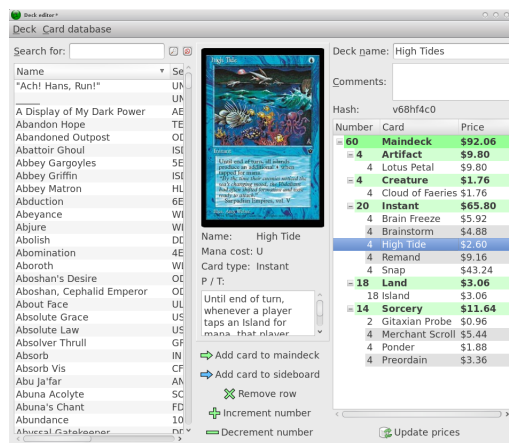 Deck editor *
Deck Card database
Search for:
Name Se
"Ach! Hans, Run!" UN
_____ UN
A Display of My Dark Power AE
Abandon Hope TE
Abandoned Outpost OD
Abattoir Ghoul ISI
Abbey Gargoyles 5E
Abbey Griffin ISI
Abbey Matron HL
Abduction 6E
Abeyance WI
Abjure WI
Abolish DD
Abomination 4E
Aboroth WI
Aboshan's Desire OD
Aboshan, Cephalid Emperor OD
About Face UL
Absolute Grace US
Absolute Law US
Absolver Thrull GP
Absorb IN
Absorb Vis CF
Abu Ja'far AN
Abuna Acolyte SC
Abuna's Chant FD
Abundance 10
Abyssal Gatekeeper
High Tide
Instant
Until end of turn, all islands
produce an additional
tapped for mana.
Name: High Tide
Mana cost: U
Card type: Instant
P / T:
Until end of turn,
whenever a player
taps an Island for
mana, that player
Add card to maindeck
Add card to sideboard
Remove row
Increment number
Decrement number
Deck name: High Tides
Comments:
Hash: v68hf4c0
Number Card Price
60 Maindeck $92.06
4 Artifact $9.80
4 Lotus Petal $9.80
4 Creature $1.76
4 Cloud of Faeries $1.76
20 Instant $65.80
4 Brain Freeze $5.92
4 Brainstorm $4.88
4 High Tide $2.60
4 Remand $9.16
4 Snap $43.24
18 Land $3.06
18 Island $3.06
14 Sorcery $11.64
2 Gitaxian Probe $0.96
4 Merchant Scroll $5.44
4 Ponder $1.88
4 Preordain $3.36
Update prices